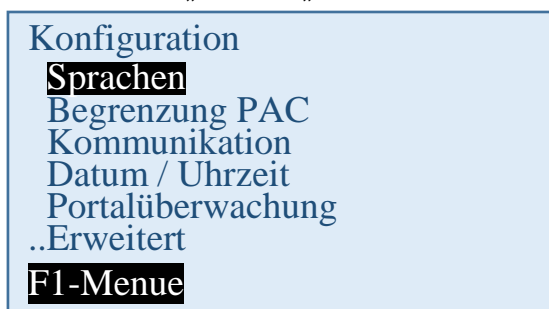 Konfiguration
Sprachen
Begrenzung PAC
Kommunikation
Datum / Uhrzeit
Portalüberwachung
..Erweitert
F1-Menue